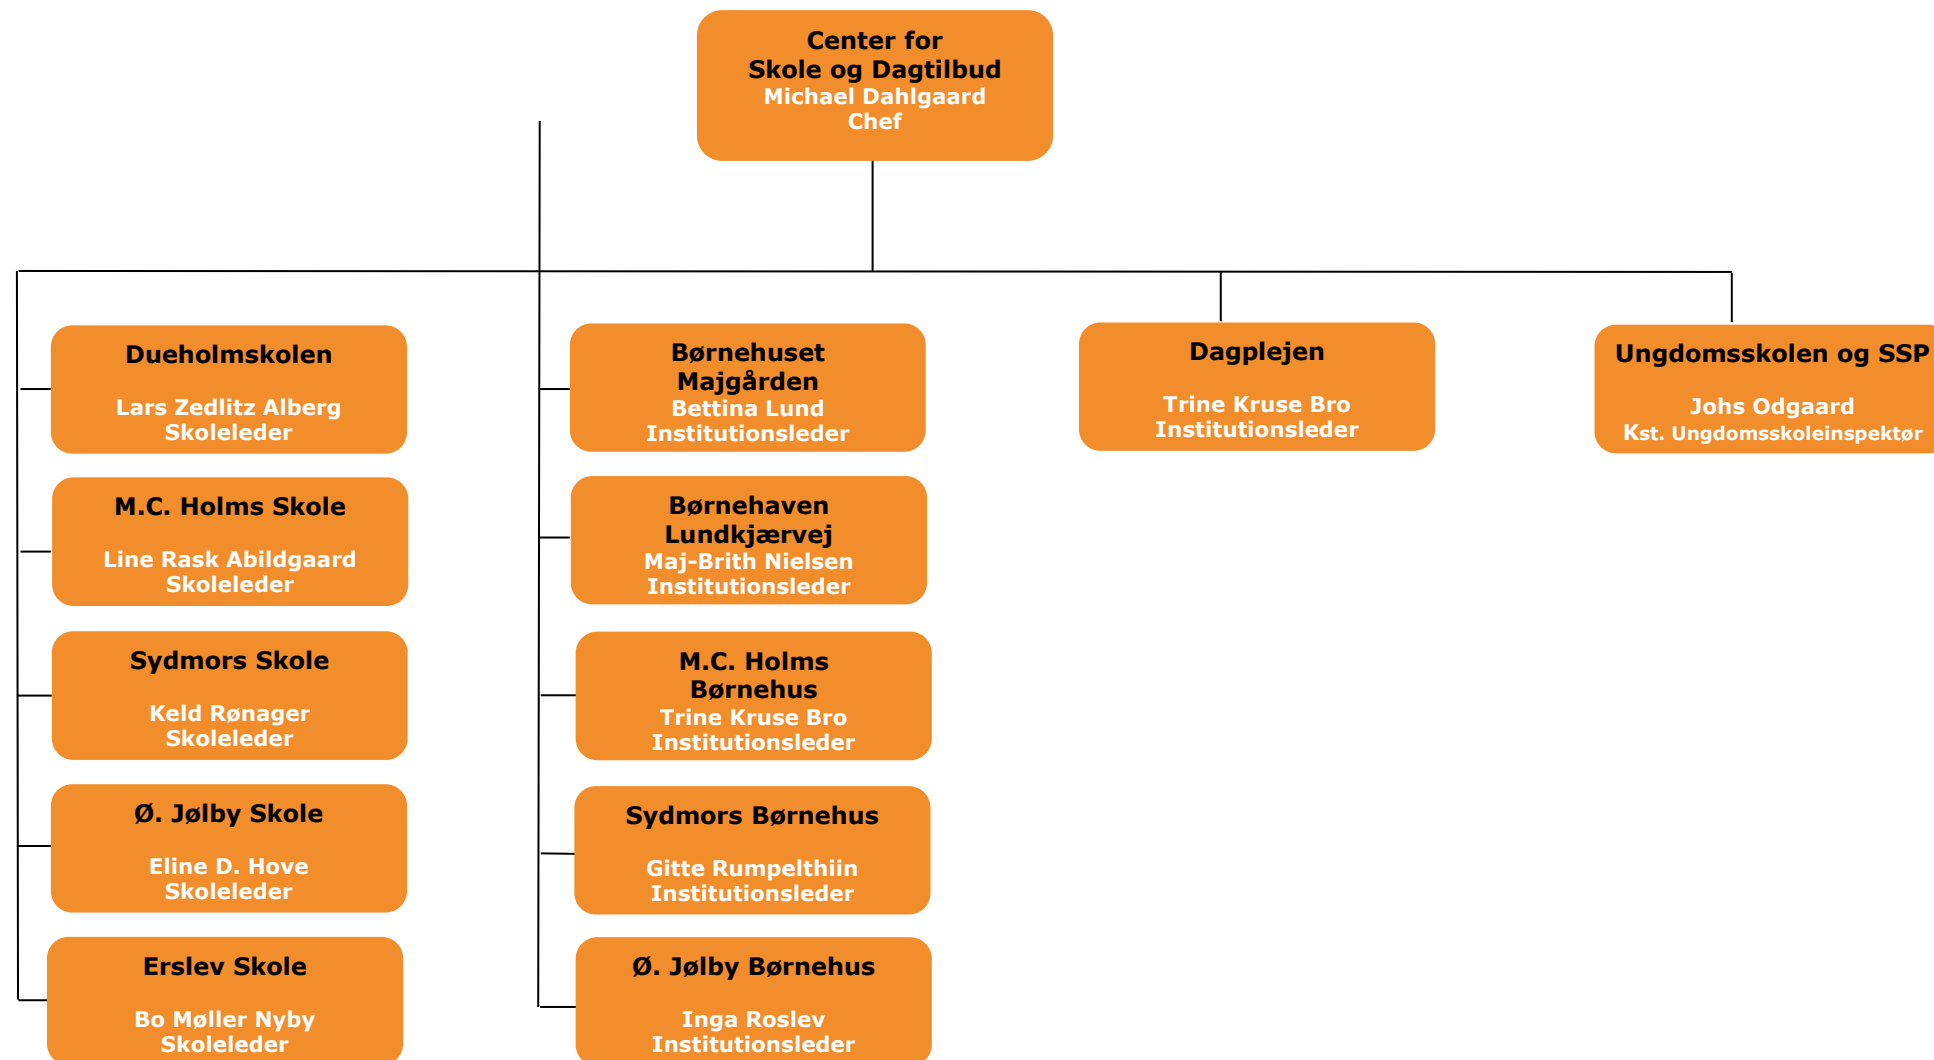 Center for
Skole og Dagtilbud
Michael Dahlgaard
Chef
Dueholmskolen
Lars Zedlitz Alberg
Skoleleder
M.C. Holms Skole
Line Rask Abildgaard
Skoleleder
Sydmors Skole
Keld Rønager
Skoleleder
Ø. Jølby Skole
Eline D. Hove
Skoleleder
Erslev Skole
Bo Møller Nyby
Skoleleder
Børnehuset
Majgården
Bettina Lund
Institutionsleder
Børnehaven
Lundkjærvej
Maj-Brith Nielsen
Institutionsleder
M.C. Holms
Børnehus
Trine Kruse Bro
Institutionsleder
Sydmors Børnehus
Gitte Rumpelthiin
Institutionsleder
Ø. Jølby Børnehus
Inga Roslev
Institutionsleder
Dagplejen
Trine Kruse Bro
Institutionsleder
Ungdomsskolen og SSP
Johs Odgaard
Kst. Ungdomsskoleinspektør